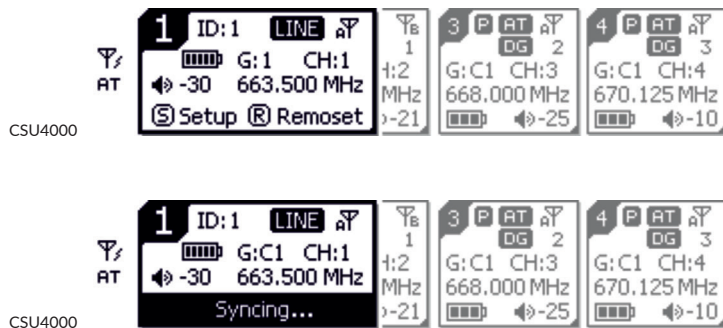 1 ID:1 LINE
G:1 CH:1
AT -30 663.500 MHz
S Setup R Remoset
B
1
:2
MHz
-21
3 P AT
DG 2
G:C1 CH:3
668.000 MHz
-25
4 P AT
DG 3
G:C1 CH:4
670.125 MHz
-10
CSU4000
1 ID:1 LINE
G:C1 CH:1
AT -30 663.500 MHz
Syncing...
B
1
:2
MHz
-21
3 P AT
DG 2
G:C1 CH:3
668.000 MHz
-25
4 P AT
DG 3
G:C1 CH:4
670.125 MHz
-10
CSU4000